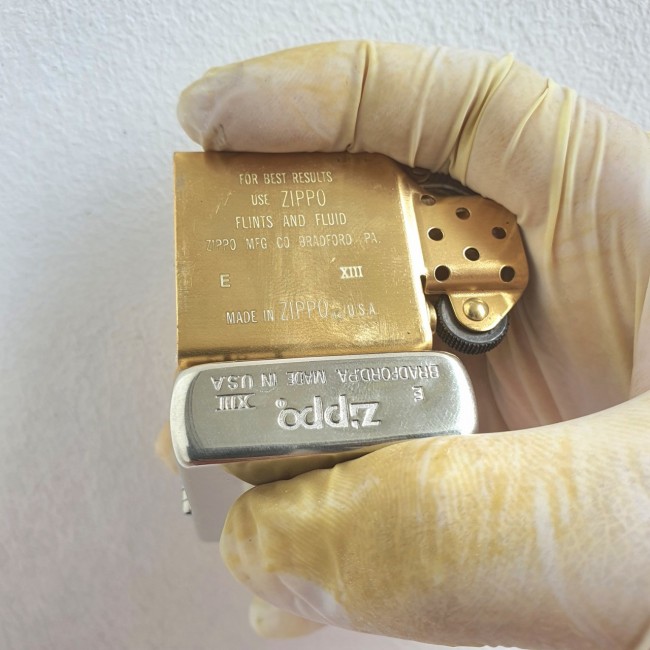 FOR BEST RESULTS
USE ZIPPO
FLINTS AND FLUID
ZIPPO MFG CO BRADFORD, PA.
E XIII
MADE IN ZIPPO® U.S.A
BRADFORD.PA. MADE IN U.S.A
E XIII
Zippo®